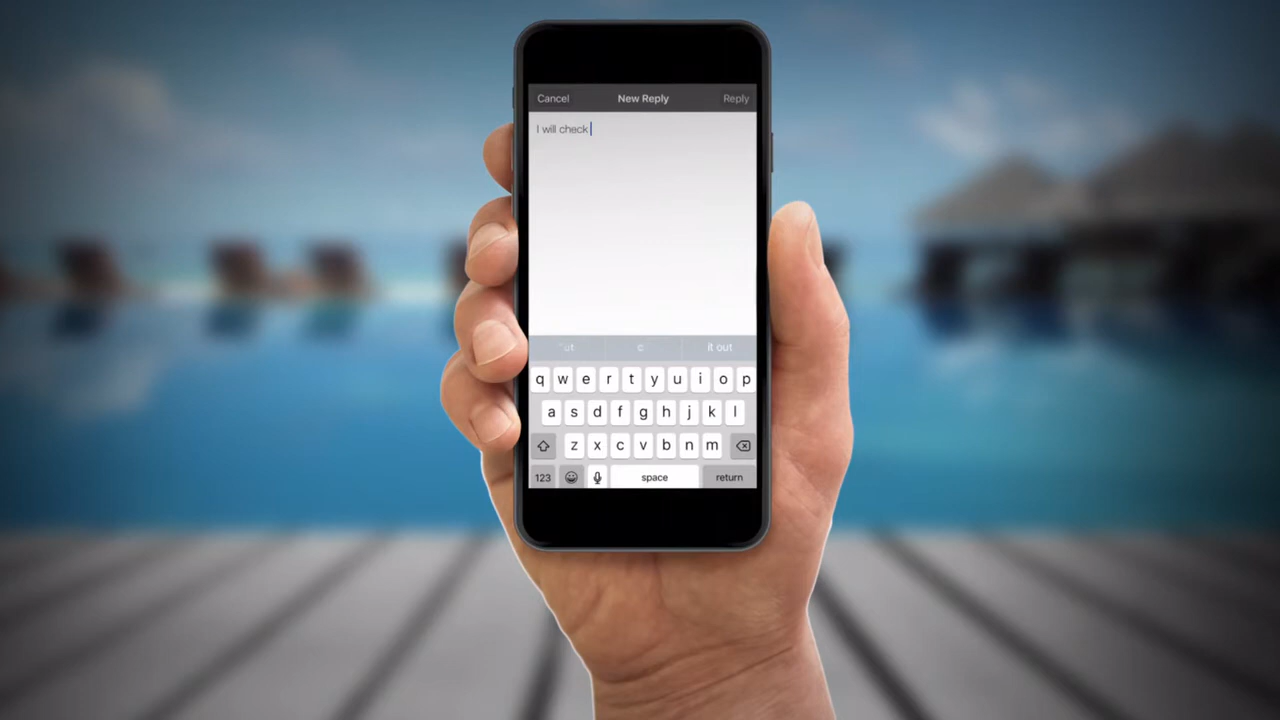 Cancel New Reply Reply
I will check
it out
q w e r t y u i o p
a s d f g h j k l
z x c v b n m
123 space return